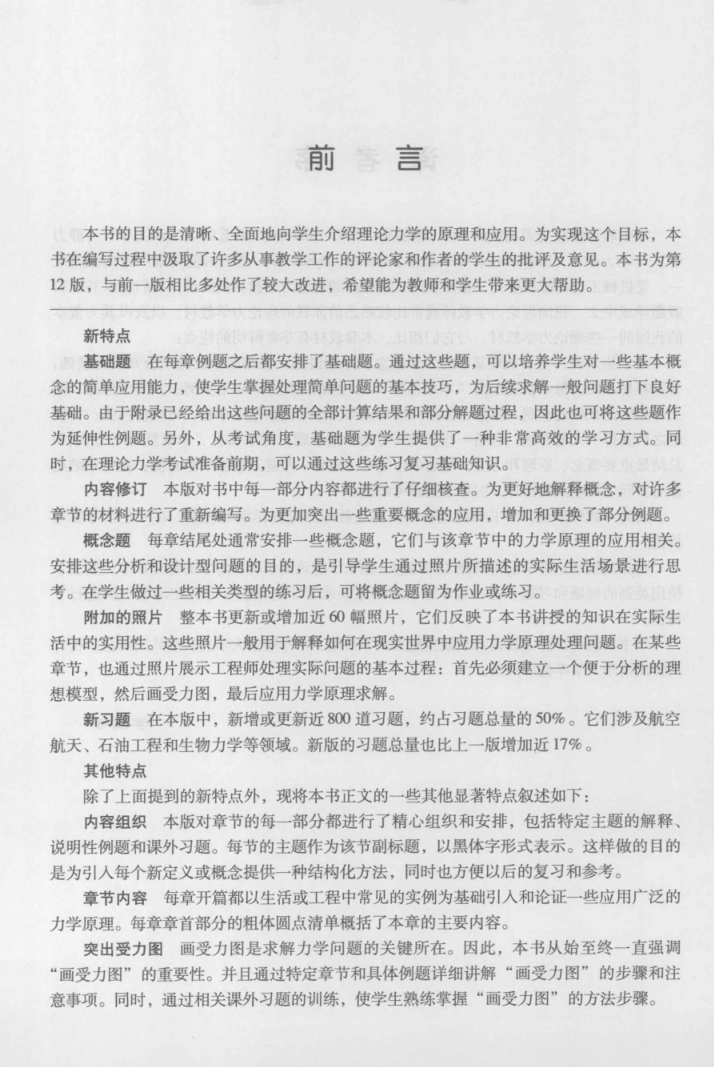 前 言
本书的目的是清晰、全面地向学生介绍理论力学的原理和应用。为实现这个目标，本
书在编写过程中汲取了许多从事教学工作的评论家和作者的学生的批评及意见。本书为第
12 版，与前一版相比多处作了较大改进，希望能为教师和学生带来更大帮助。
新特点
基础题 在每章例题之后都安排了基础题。通过这些题，可以培养学生对一些基本概
念的简单应用能力，使学生掌握处理简单问题的基本技巧，为后续求解一般问题打下良好
基础。由于附录已经给出这些问题的全部计算结果和部分解题过程，因此也可将这些题作
为延伸性例题。另外，从考试角度，基础题为学生提供了一种非常高效的学习方式。同
时，在理论力学考试准备前期，可以通过这些练习复习基础知识。
内容修订 本版对书中每一部分内容都进行了仔细核查。为更好地解释概念，对许多
章节的材料进行了重新编写。为更加突出一些重要概念的应用，增加和更换了部分例题。
概念题 每章结尾处通常安排一些概念题，它们与该章节中的力学原理的应用相关。
安排这些分析和设计型问题的目的，是引导学生通过照片所描述的实际生活场景进行思
考。在学生做过一些相关类型的练习后，可将概念题留为作业或练习。
附加的照片 整本书更新或增加近 60 幅照片，它们反映了本书讲授的知识在实际生
活中的实用性。这些照片一般用于解释如何在现实世界中应用力学原理处理问题。在某些
章节，也通过照片展示工程师处理实际问题的基本过程：首先必须建立一个便于分析的理
想模型，然后画受力图，最后应用力学原理求解。
新习题 在本版中，新增或更新近 800 道习题，约占习题总量的 50%。它们涉及航空
航天、石油工程和生物力学等领域。新版的习题总量也比上一版增加近 17%。
其他特点
除了上面提到的新特点外，现将本书正文的一些其他显著特点叙述如下：
内容组织 本版对章节的每一部分都进行了精心组织和安排，包括特定主题的解释、
说明性例题和课外习题。每节的主题作为该节副标题，以黑体字形式表示。这样做的目的
是为引入每个新定义或概念提供一种结构化方法，同时也方便以后的复习和参考。
章节内容 每章开篇都以生活或工程中常见的实例为基础引入和论证一些应用广泛的
力学原理。每章章首部分的粗体圆点清单概括了本章的主要内容。
突出受力图 画受力图是求解力学问题的关键所在。因此，本书从始至终一直强调
“画受力图”的重要性。并且通过特定章节和具体例题详细讲解“画受力图”的步骤和注
意事项。同时，通过相关课外习题的训练，使学生熟练掌握“画受力图”的方法步骤。